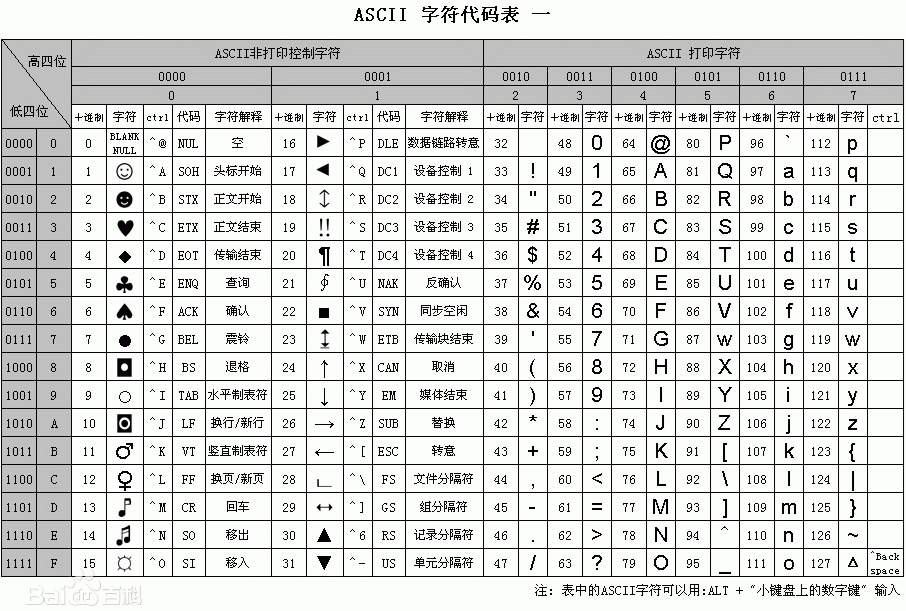 ASCII 字符代码表 一
高四位 ASCII非打印控制字符 ASCII 打印字符
0000 0001 0010 0011 0100 0101 0110 0111
低四位 0 1 2 3 4 5 6 7
十进制 字符 ctrl 代码 字符解释 十进制 字符 ctrl 代码 字符解释 十进制 字符 十进制 字符 十进制 字符 十进制 字符 十进制 字符 十进制 字符 ctrl
0000 0 0 BLANK NULL ^@ NUL 空 16 ► ^P DLE 数据链路转意 32 48 0 64 @ 80 P 96 ` 112 p
0001 1 1 ☺ ^A SOH 头标开始 17 ◄ ^Q DC1 设备控制 1 33 ! 49 1 65 A 81 Q 97 a 113 q
0010 2 2 ☻ ^B STX 正文开始 18 ↕ ^R DC2 设备控制 2 34 " 50 2 66 B 82 R 98 b 114 r
0011 3 3 ♥ ^C ETX 正文结束 19 ‼ ^S DC3 设备控制 3 35 # 51 3 67 C 83 S 99 c 115 s
0100 4 4 ◆ ^D EOT 传输结束 20 ¶ ^T DC4 设备控制 4 36 $ 52 4 68 D 84 T 100 d 116 t
0101 5 5 ♣ ^E ENQ 查询 21 ∮ ^U NAK 反确认 37 % 53 5 69 E 85 U 101 e 117 u
0110 6 6 ♠ ^F ACK 确认 22 ■ ^V SYN 同步空闲 38 & 54 6 70 F 86 V 102 f 118 v
0111 7 7 ● ^G BEL 震铃 23 ↨ ^W ETB 传输块结束 39 ' 55 7 71 G 87 w 103 g 119 w
1000 8 8 ◘ ^H BS 退格 24 ↑ ^X CAN 取消 40 ( 56 8 72 H 88 X 104 h 120 x
1001 9 9 ○ ^I TAB 水平制表符 25 ↓ ^Y EM 媒体结束 41 ) 57 9 73 I 89 Y 105 i 121 y
1010 A 10 ◙ ^J LF 换行/新行 26 → ^Z SUB 替换 42 * 58 : 74 J 90 Z 106 j 122 z
1011 B 11 ♂ ^K VT 竖直制表符 27 ← ^[ ESC 转意 43 + 59 ; 75 K 91 [ 107 k 123 {
1100 C 12 ♀ ^L FF 换页/新页 28 ∟ ^\ FS 文件分隔符 44 , 60 < 76 L 92 \ 108 l 124 |
1101 D 13 ♪ ^M CR 回车 29 ↔ ^] GS 组分隔符 45 - 61 = 77 M 93 ] 109 m 125 }
1110 E 14 ♫ ^N SO 移出 30 ▲ ^6 RS 记录分隔符 46 . 62 > 78 N 94 ^ 110 n 126 ~
1111 F 15 ☼ ^O SI 移入 31 ▼ ^- US 单元分隔符 47 / 63 ? 79 O 95 _ 111 o 127 △ ^Back space
注：表中的ASCII字符可以用:ALT + "小键盘上的数字键" 输入
Bai百科